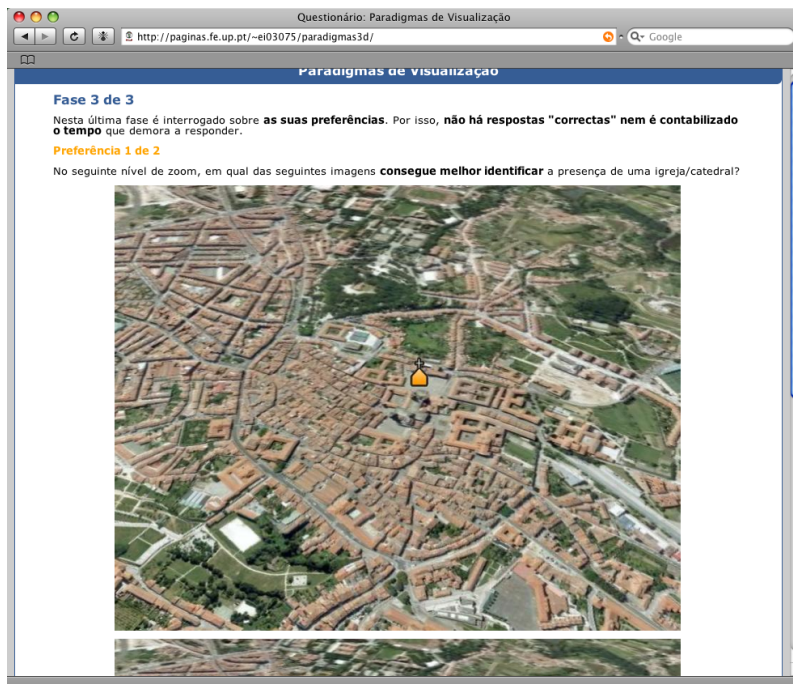 Questionário: Paradigmas de Visualização
http://paginas.fe.up.pt/~ei03075/paradigmas3d/
Google
Paradigmas de Visualização
Fase 3 de 3
Nesta última fase é interrogado sobre as suas preferências. Por isso, não há respostas "correctas" nem é contabilizado
o tempo que demora a responder.
Preferência 1 de 2
No seguinte nível de zoom, em qual das seguintes imagens consegue melhor identificar a presença de uma igreja/catedral?